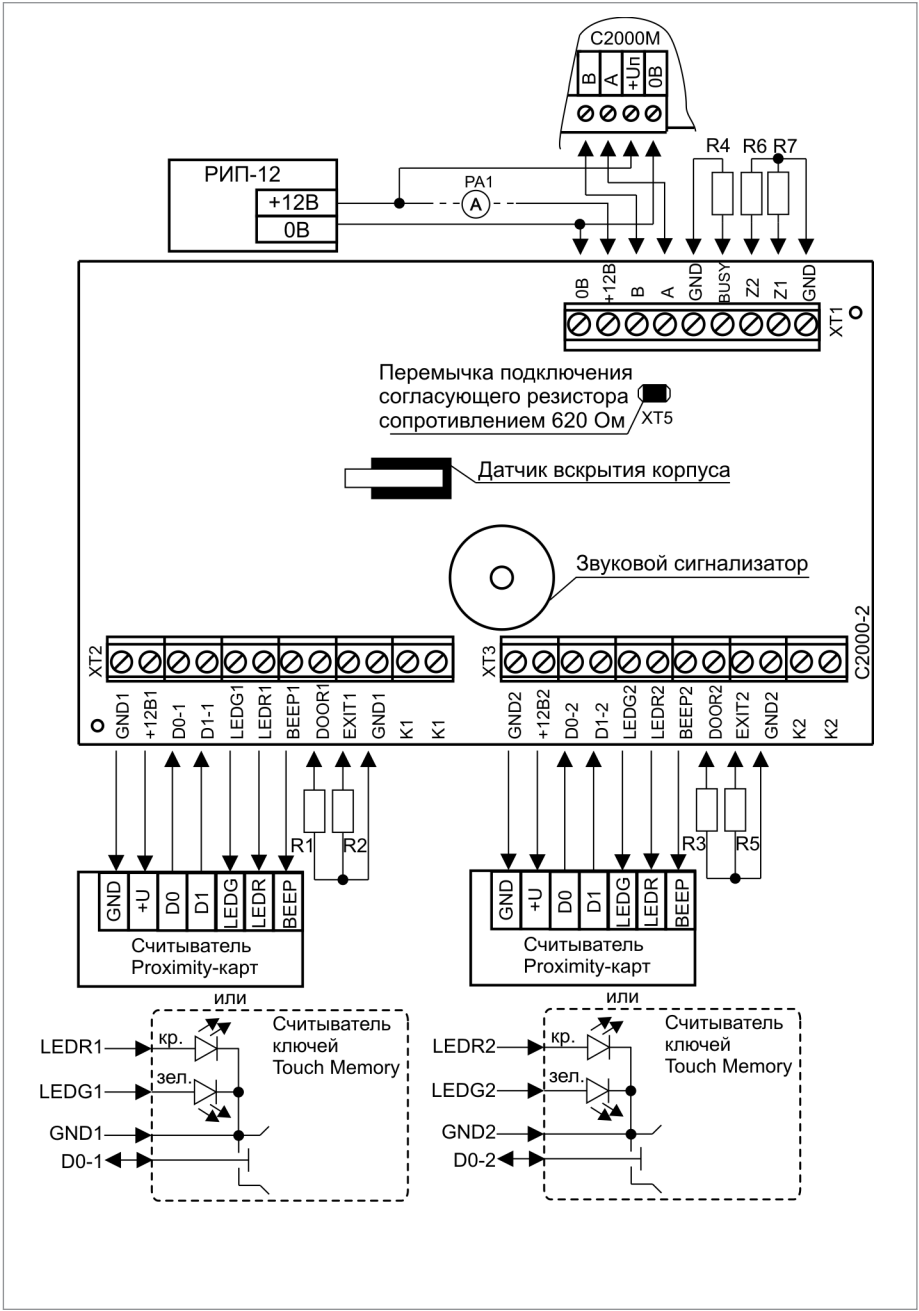 С2000М
B
A
+Uп
0В
R4
R6
R7
РИП-12
+12В
0В
PA1
A
0В
+12В
B
A
GND
BUSY
Z2
Z1
GND
XT1
Перемычка подключения
согласующего резистора
сопротивлением 620 Ом
XT5
Датчик вскрытия корпуса
Звуковой сигнализатор
С2000-2
XT2
GND1
+12В1
D0-1
D1-1
LEDG1
LEDR1
BEEP1
DOOR1
EXIT1
GND1
K1
K1
XT3
GND2
+12В2
D0-2
D1-2
LEDG2
LEDR2
BEEP2
DOOR2
EXIT2
GND2
K2
K2
R1
R2
R3
R5
GND
+U
D0
D1
LEDG
LEDR
BEEP
Считыватель
Proximity-карт
или
GND
+U
D0
D1
LEDG
LEDR
BEEP
Считыватель
Proximity-карт
или
LEDR1
LEDG1
GND1
D0-1
кр.
зел.
Считыватель
ключей
Touch Memory
LEDR2
LEDG2
GND2
D0-2
кр.
зел.
Считыватель
ключей
Touch Memory